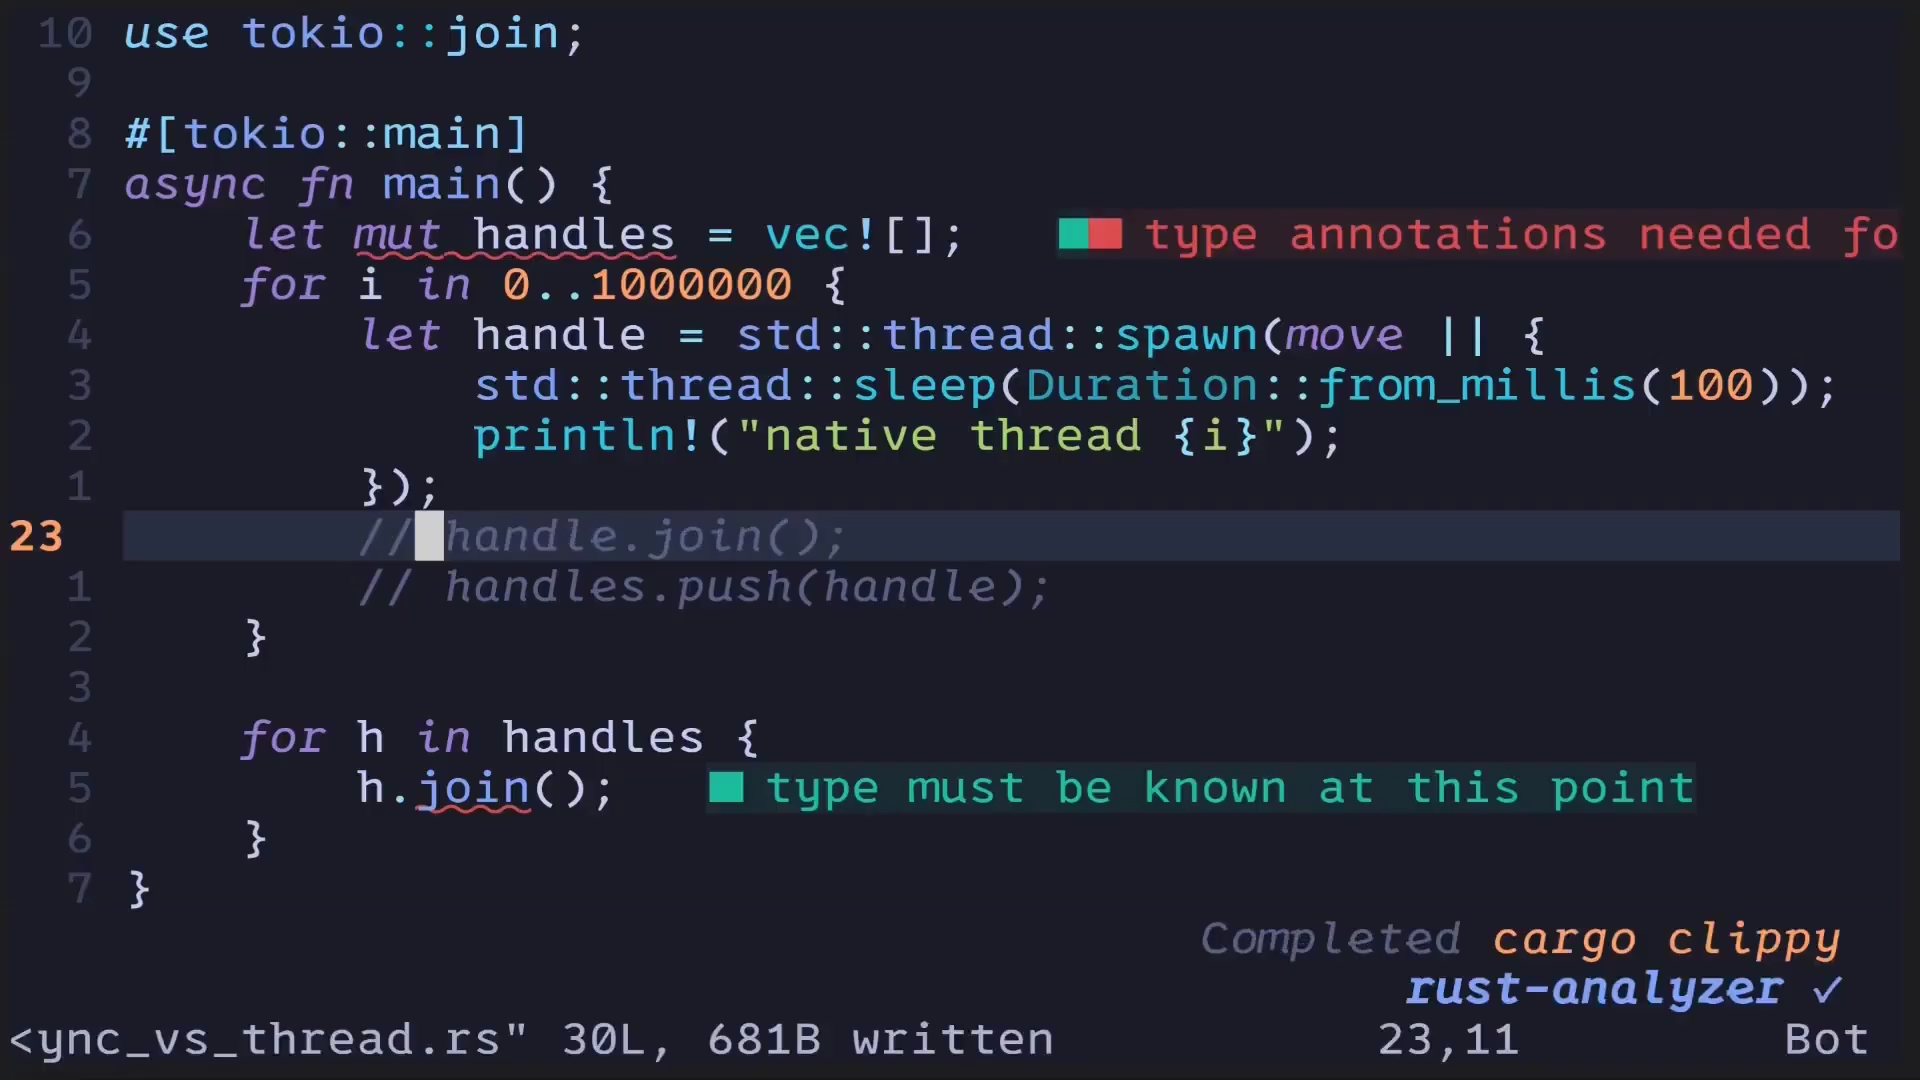 10 use tokio::join;
9
8 #[tokio::main]
7 async fn main() {
6     let mut handles = vec![];     type annotations needed fo
5     for i in 0..1000000 {
4         let handle = std::thread::spawn(move || {
3             std::thread::sleep(Duration::from_millis(100));
2             println!("native thread {i}");
1         });
23         // handle.join();
1         // handles.push(handle);
2     }
3
4     for h in handles {
5         h.join();     type must be known at this point
6     }
7 }
Completed cargo clippy
rust-analyzer ✓
<ync_vs_thread.rs" 30L, 681B written     23,11     Bot